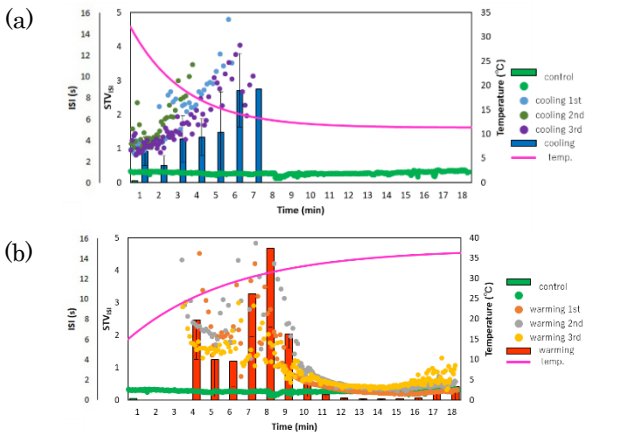 (a)
16
14
12
10
8
6
4
2
0
ISI (s)
5
4
3
2
1
0
STV_ISI
35
30
25
20
15
10
5
0
Temperature (℃)
1 2 3 4 5 6 7 8 9 10 11 12 13 14 15 16 17 18
Time (min)
control
cooling 1st
cooling 2nd
cooling 3rd
cooling
temp.
(b)
16
14
12
10
8
6
4
2
0
ISI (s)
5
4
3
2
1
0
STV_ISI
40
35
30
25
20
15
10
5
0
Temperature (℃)
1 2 3 4 5 6 7 8 9 10 11 12 13 14 15 16 17 18
Time (min)
control
warming 1st
warming 2nd
warming 3rd
warming
temp.